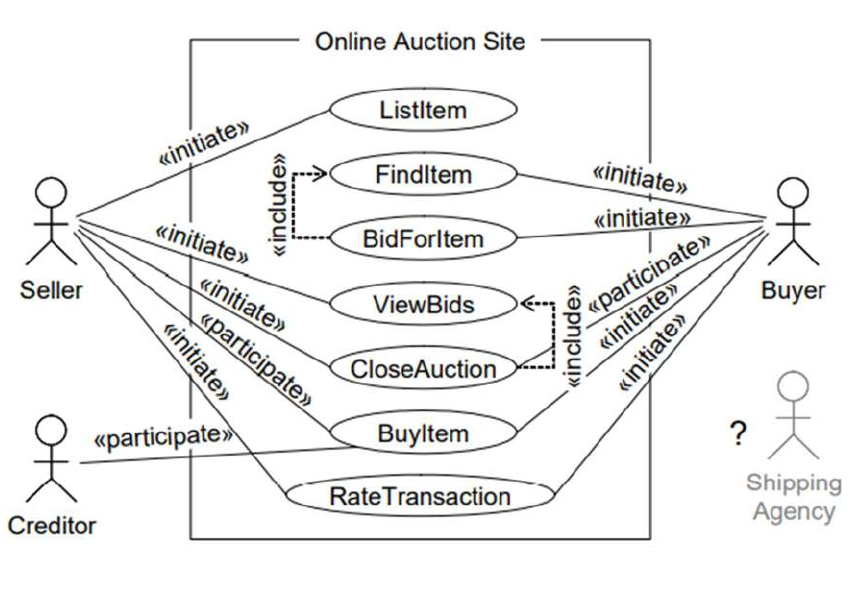 Online Auction Site
ListItem
«initiate»
FindItem
«initiate»
«include»
«initiate»
BidForItem
Seller
Buyer
«initiate»
ViewBids
«participate»
«initiate»
«include»
«initiate»
CloseAuction
«participate»
«initiate»
«initiate»
BuyItem
«participate»
?
Shipping
Agency
RateTransaction
Creditor